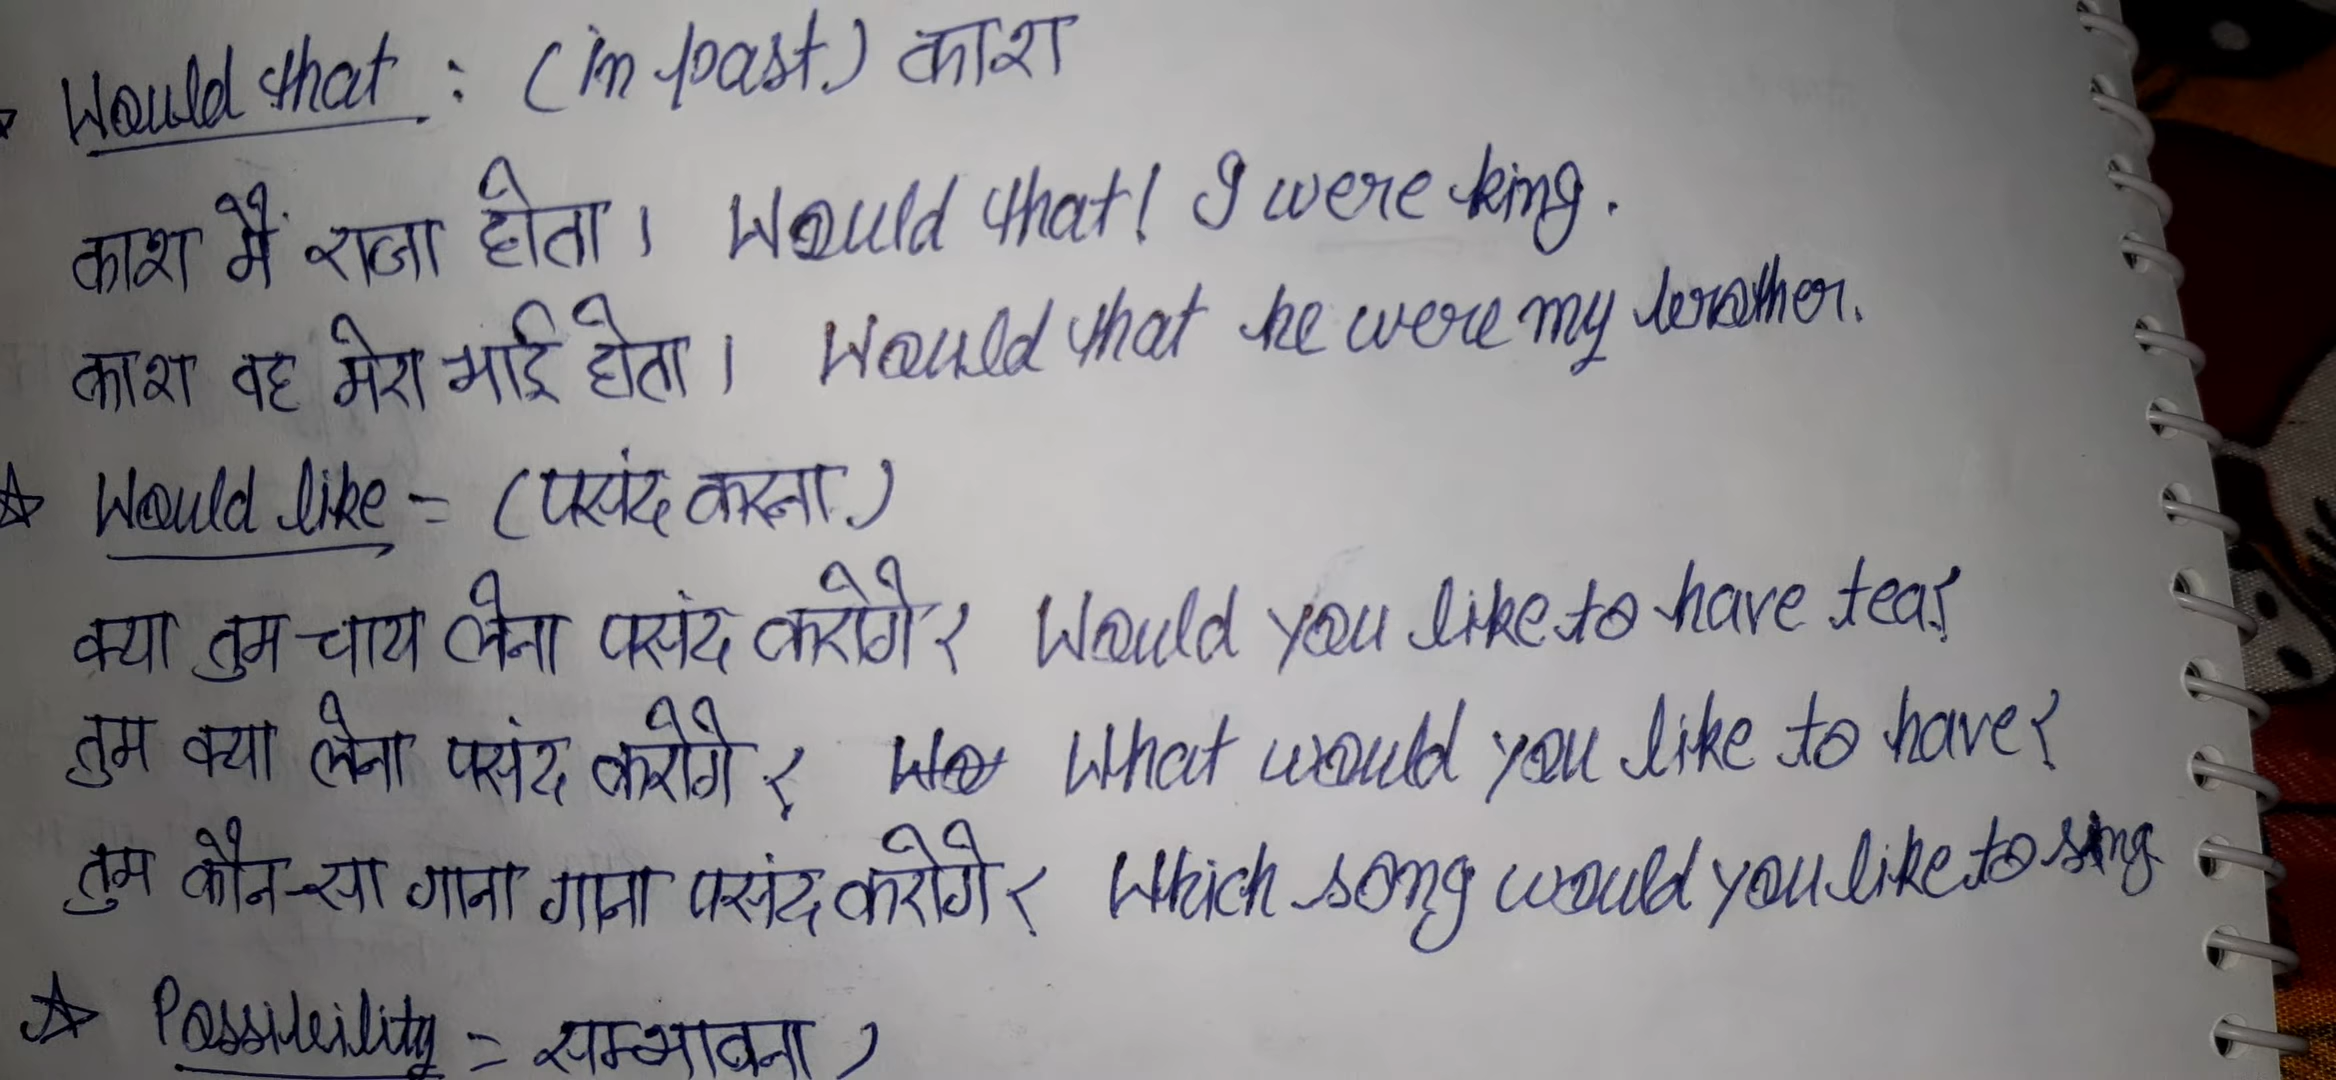 Would that : (in past) काश
काश मैं राजा होता। Would that! I were king.
काश वह मेरा भाई होता। Would that he were my brother.
☆ Would like = (पसंद करना)
क्या तुम चाय लेना पसंद करोगे? Would you like to have tea?
तुम क्या लेना पसंद करोगे? What would you like to have?
तुम कौन-सा गाना गाना पसंद करोगे? Which song would you like to sing
☆ Possibility = सम्भावना)